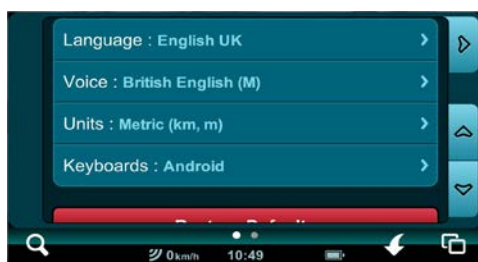 Language : English UK
Voice : British English (M)
Units : Metric (km, m)
Keyboards : Android
0km/h 10:49